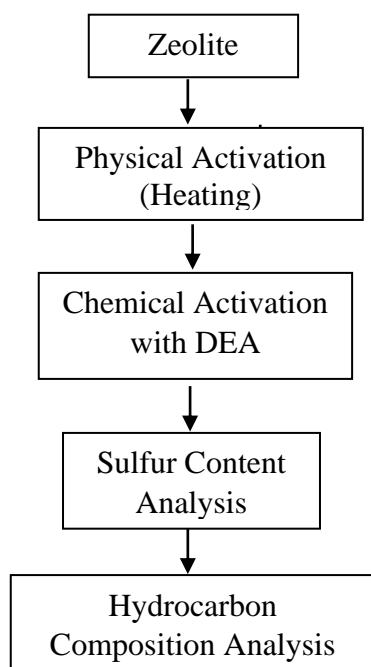 Zeolite
Physical Activation
(Heating)
Chemical Activation
with DEA
Sulfur Content
Analysis
Hydrocarbon
Composition Analysis